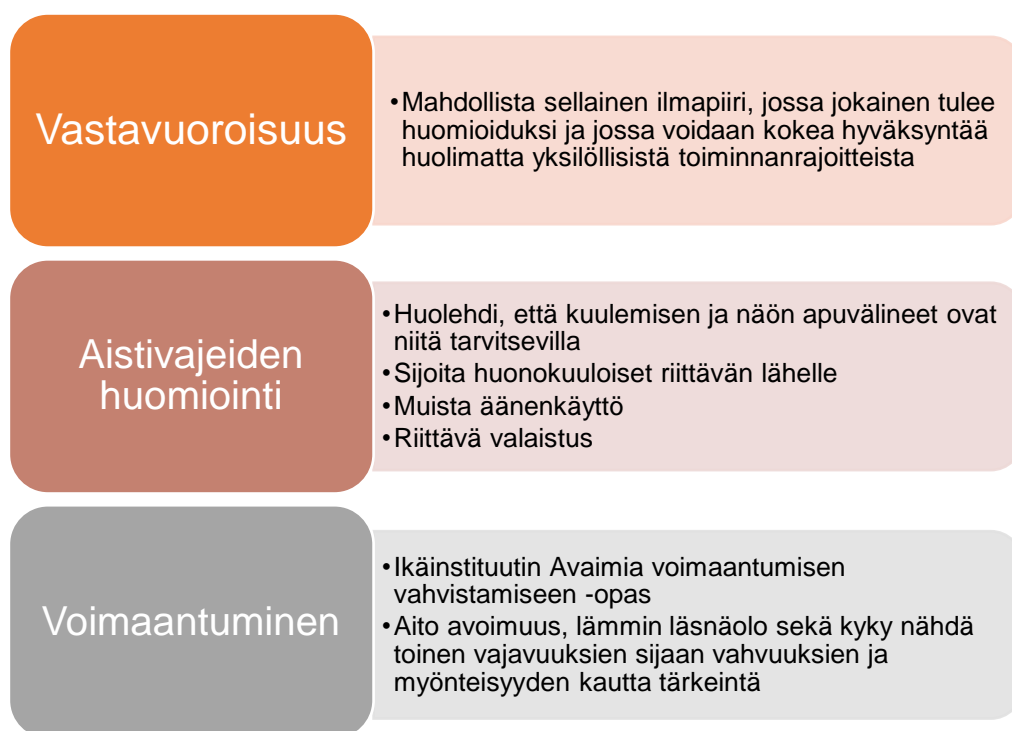 Vastavuoroisuus
•Mahdollista sellainen ilmapiiri, jossa jokainen tulee
huomioiduksi ja jossa voidaan kokea hyväksyntää
huolimatta yksilöllisistä toiminnanrajoitteista
Aistivajeiden
huomiointi
•Huolehdi, että kuulemisen ja näön apuvälineet ovat
niitä tarvitsevilla
•Sijoita huonokuuloiset riittävän lähelle
•Muista äänenkäyttö
•Riittävä valaistus
Voimaantuminen
•Ikäinstituutin Avaimia voimaantumisen
vahvistamiseen -opas
•Aito avoimuus, lämmin läsnäolo sekä kyky nähdä
toinen vajavuuksien sijaan vahvuuksien ja
myönteisyyden kautta tärkeintä